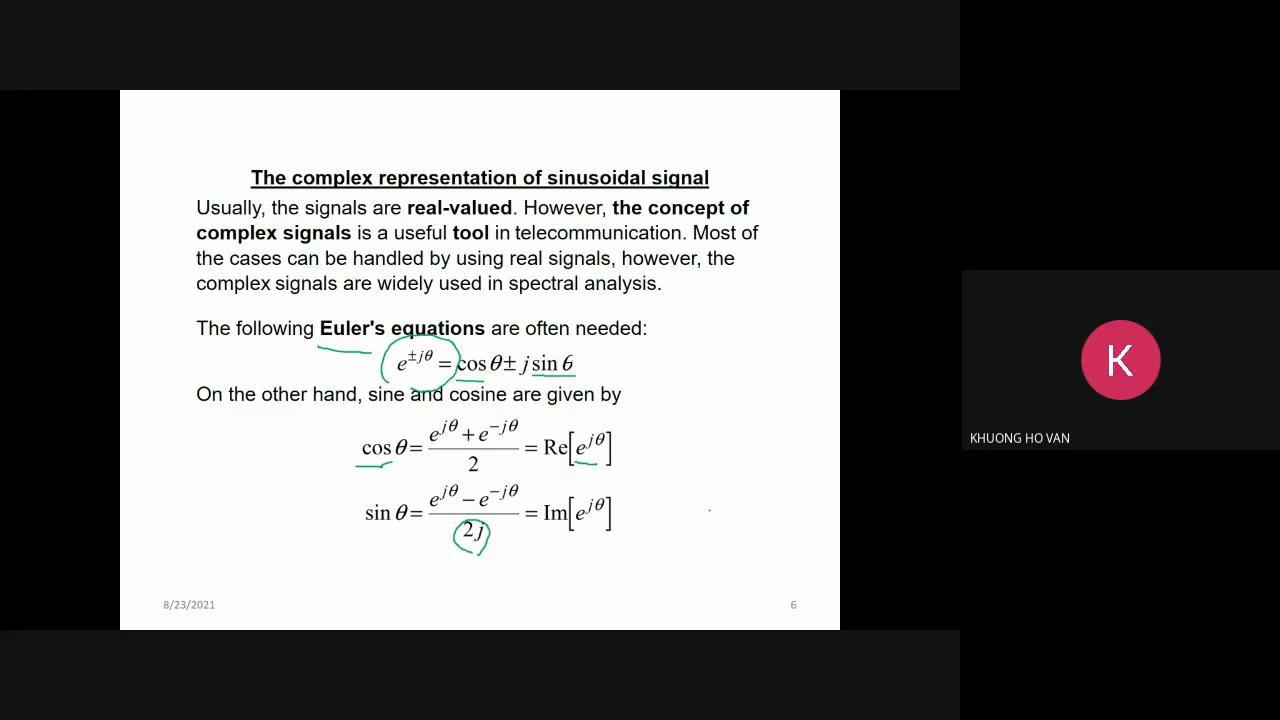 The complex representation of sinusoidal signal
Usually, the signals are real-valued. However, the concept of
complex signals is a useful tool in telecommunication. Most of
the cases can be handled by using real signals, however, the
complex signals are widely used in spectral analysis.
The following Euler's equations are often needed:
e^{±jθ} = cos θ ± j sin θ
On the other hand, sine and cosine are given by
cos θ = \frac{e^{jθ} + e^{-jθ}}{2} = Re[e^{jθ}]
sin θ = \frac{e^{jθ} − e^{-jθ}}{2j} = Im[e^{jθ}]
8/23/2021
6
K
KHUONG HO VAN